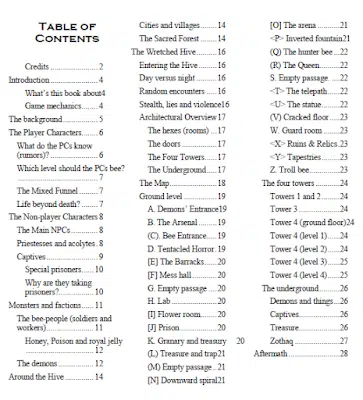 TABLE OF
CONTENTS
Credits ............... 2
Introduction ............... 4
What's this book about4
Game mechanics ........ 4
The background ............... 5
The Player Characters ........ 6
What do the PCs know
(rumors)? ............... 6
Which level should the PCs bee?
............... 7
The Mixed Funnel ........ 7
Life beyond death? ........ 7
The Non-player Characters 8
The Main NPCs ........ 8
Priestesses and acolytes . 8
Captives ............... 9
Special prisoners ...... 10
Why are they taking
prisoners? ............... 10
Monsters and factions ...... 11
The bee-people (soldiers and
workers) ............... 11
Honey, Poison and royal jelly
............... 12
The demons ............... 12
Around the Hive ............... 14
Cities and villages ........ 14
The Sacred Forest ........ 14
The Wretched Hive ........ 16
Entering the Hive ........ 16
Day versus night ........ 16
Random encounters ...... 16
Stealth, lies and violence16
Architectural Overview 17
The hexes (rooms) ... 17
The doors ............... 17
The Four Towers ...... 17
The Underground ...... 17
The Map ............... 18
Ground level ............... 19
A. Demons' Entrance19
B. The Arenal ........ 19
(C). Bee Entrance .... 19
D. Tentacled Horror . 19
[E] The Barracks ..... 20
[F] Mess hall ........ 20
G. Empty passage .... 20
H. Lab ............... 20
[I] Flower room ....... 20
[J] Prison ............ 20
K. Granary and treasury 20
(L) Treasure and trap21
(M) Empty passage .. 21
[N] Downward spiral21
[O] The arena ........ 21
<P> Inverted fountain21
(Q) The hunter bee ... 22
(R) The Queen ........ 22
S. Empty passage .... 22
<T> The telepath ..... 22
<U> The statue ........ 22
(V) Cracked floor ..... 23
W. Guard room ........ 23
<X> Ruins & Relics . 23
<Y> Tapestries ........ 23
Z. Troll bee ............ 23
The four towers ............ 24
Towers 1 and 2 ........ 24
Tower 3 ............... 24
Tower 4 (ground floor)24
Tower 4 (level 1) ...... 24
Tower 4 (level 2) ...... 24
Tower 4 (level 3) ...... 25
Tower 4 (level 4) ...... 25
The underground ............ 26
Demons and things ... 26
Captives ............... 26
Treasure ............... 26
Zothaq ............... 27
Aftermath ............... 28